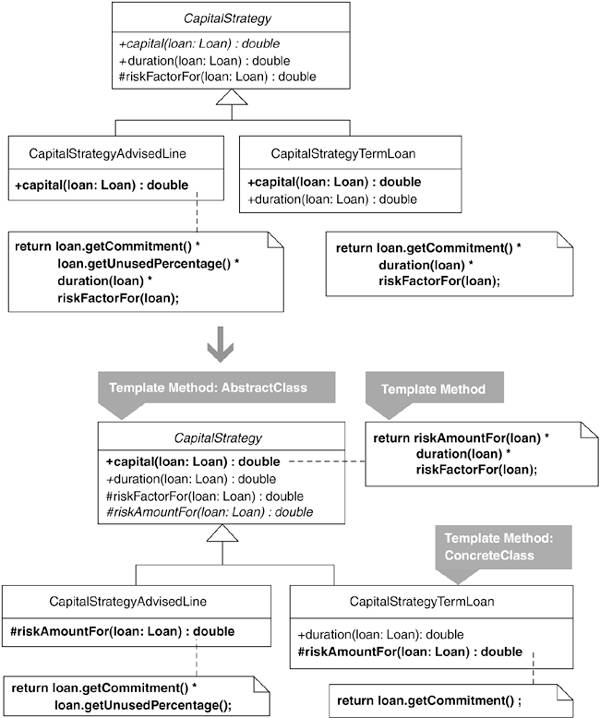 CapitalStrategy
+capital(loan: Loan) : double
+duration(loan: Loan) : double
#riskFactorFor(loan: Loan) : double
CapitalStrategyAdvisedLine
+capital(loan: Loan) : double
CapitalStrategyTermLoan
+capital(loan: Loan) : double
+duration(loan: Loan) : double
return loan.getCommitment() *
loan.getUnusedPercentage() *
duration(loan) *
riskFactorFor(loan);
return loan.getCommitment() *
duration(loan) *
riskFactorFor(loan);
Template Method: AbstractClass
Template Method
CapitalStrategy
+capital(loan: Loan) : double
+duration(loan: Loan) : double
#riskFactorFor(loan: Loan) : double
#riskAmountFor(loan: Loan) : double
return riskAmountFor(loan) *
duration(loan) *
riskFactorFor(loan);
Template Method:
ConcreteClass
CapitalStrategyAdvisedLine
#riskAmountFor(loan: Loan) : double
CapitalStrategyTermLoan
+duration(loan: Loan): double
#riskAmountFor(loan: Loan) : double
return loan.getCommitment() *
loan.getUnusedPercentage();
return loan.getCommitment() ;